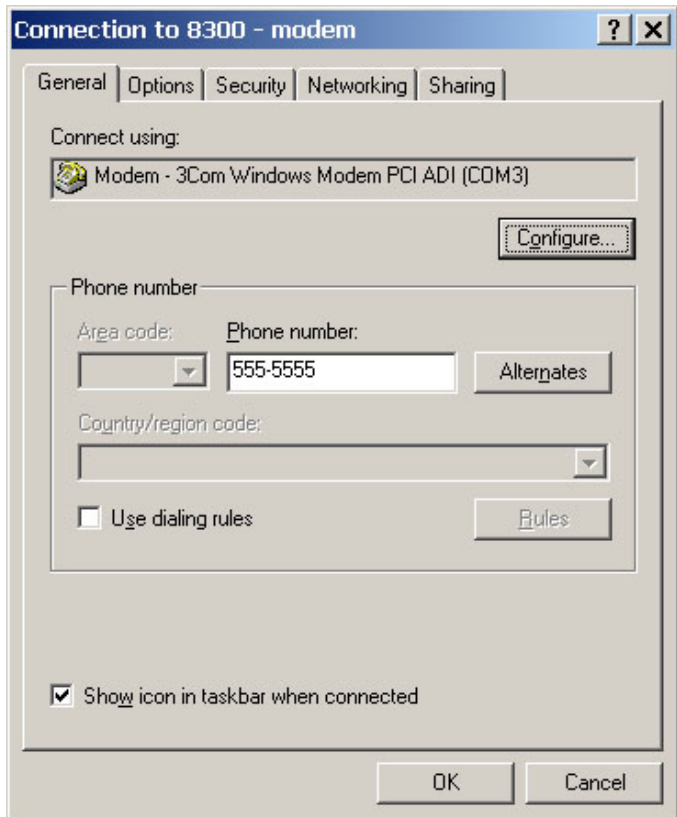 Connection to 8300 - modem
General Options Security Networking Sharing
Connect using:
Modem - 3Com Windows Modem PCI ADI (COM3)
Configure...
Phone number
Area code: Phone number:
555-5555 Alternates
Country/region code:
Use dialing rules Rules
Show icon in taskbar when connected
OK Cancel